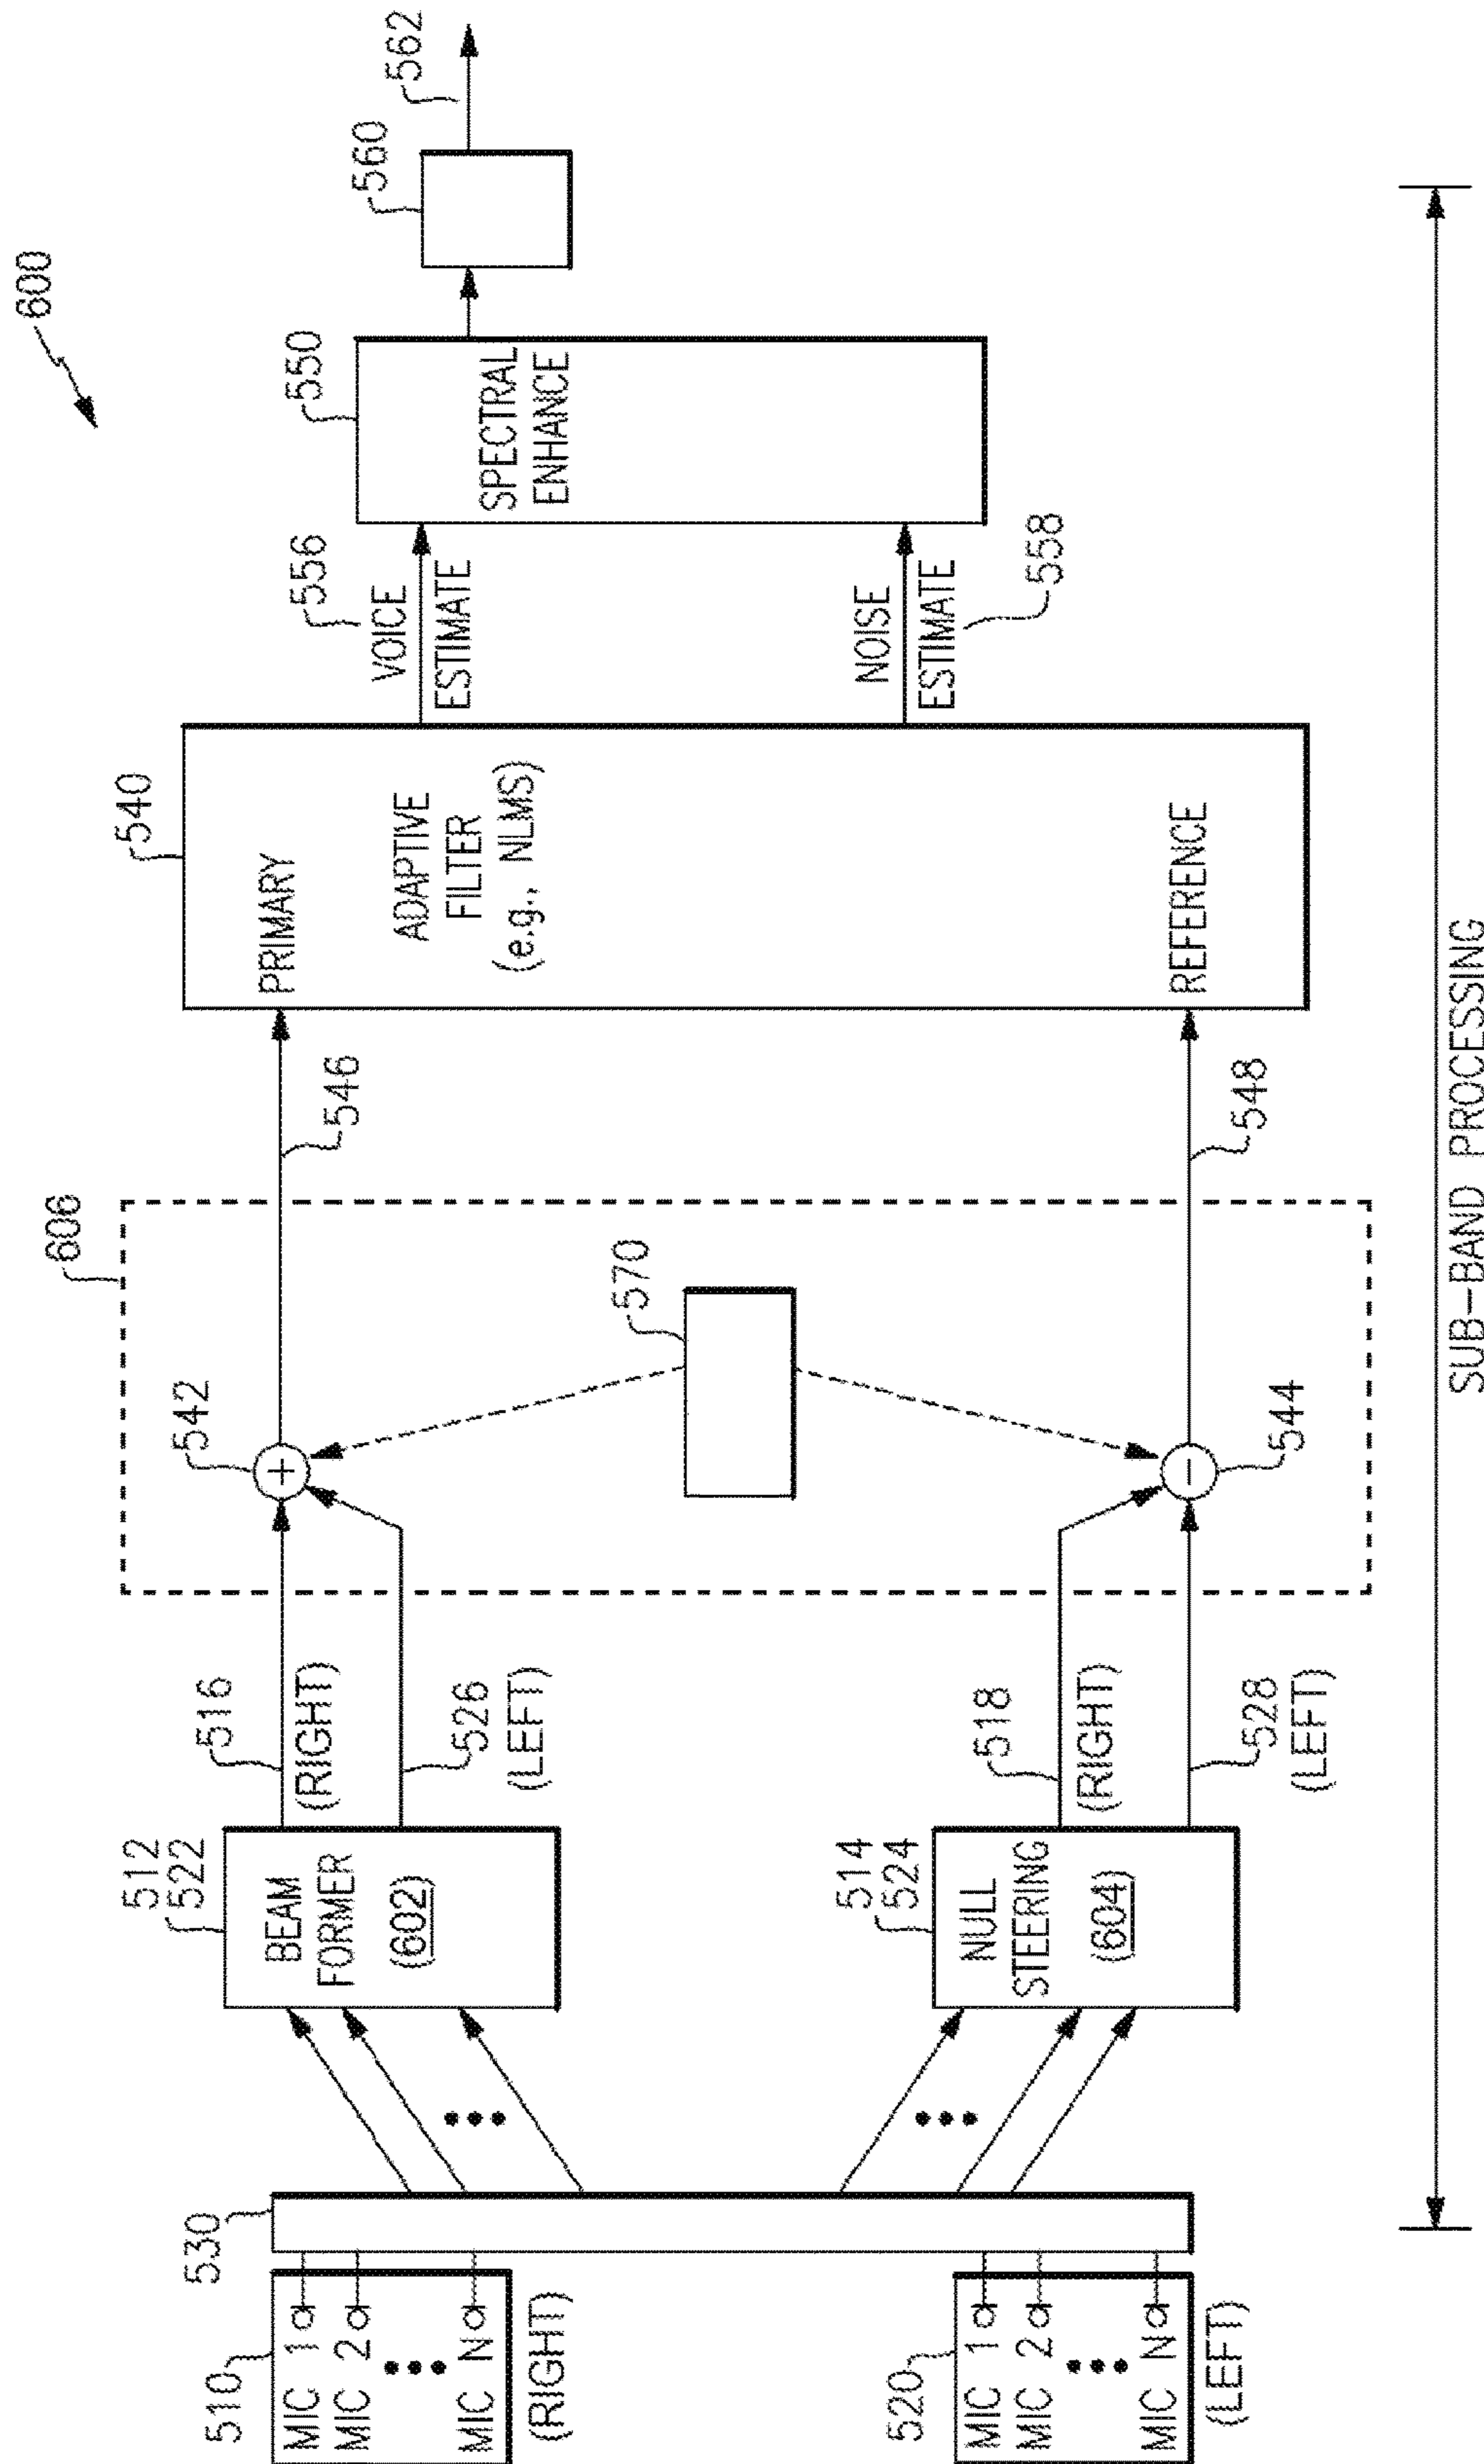 600
510
MIC 1
MIC 2
MIC N
(RIGHT)
520
MIC 1
MIC 2
MIC N
(LEFT)
530
512
522
BEAM
FORMER
(602)
514
524
NULL
STEERING
(604)
516
(RIGHT)
526
(LEFT)
518
(RIGHT)
528
(LEFT)
606
542
+
570
544
-
546
548
540
PRIMARY
ADAPTIVE
FILTER
(e.g., NLMS)
REFERENCE
556
VOICE
ESTIMATE
NOISE
ESTIMATE
558
550
SPECTRAL
ENHANCE
560
562
SUB-BAND PROCESSING